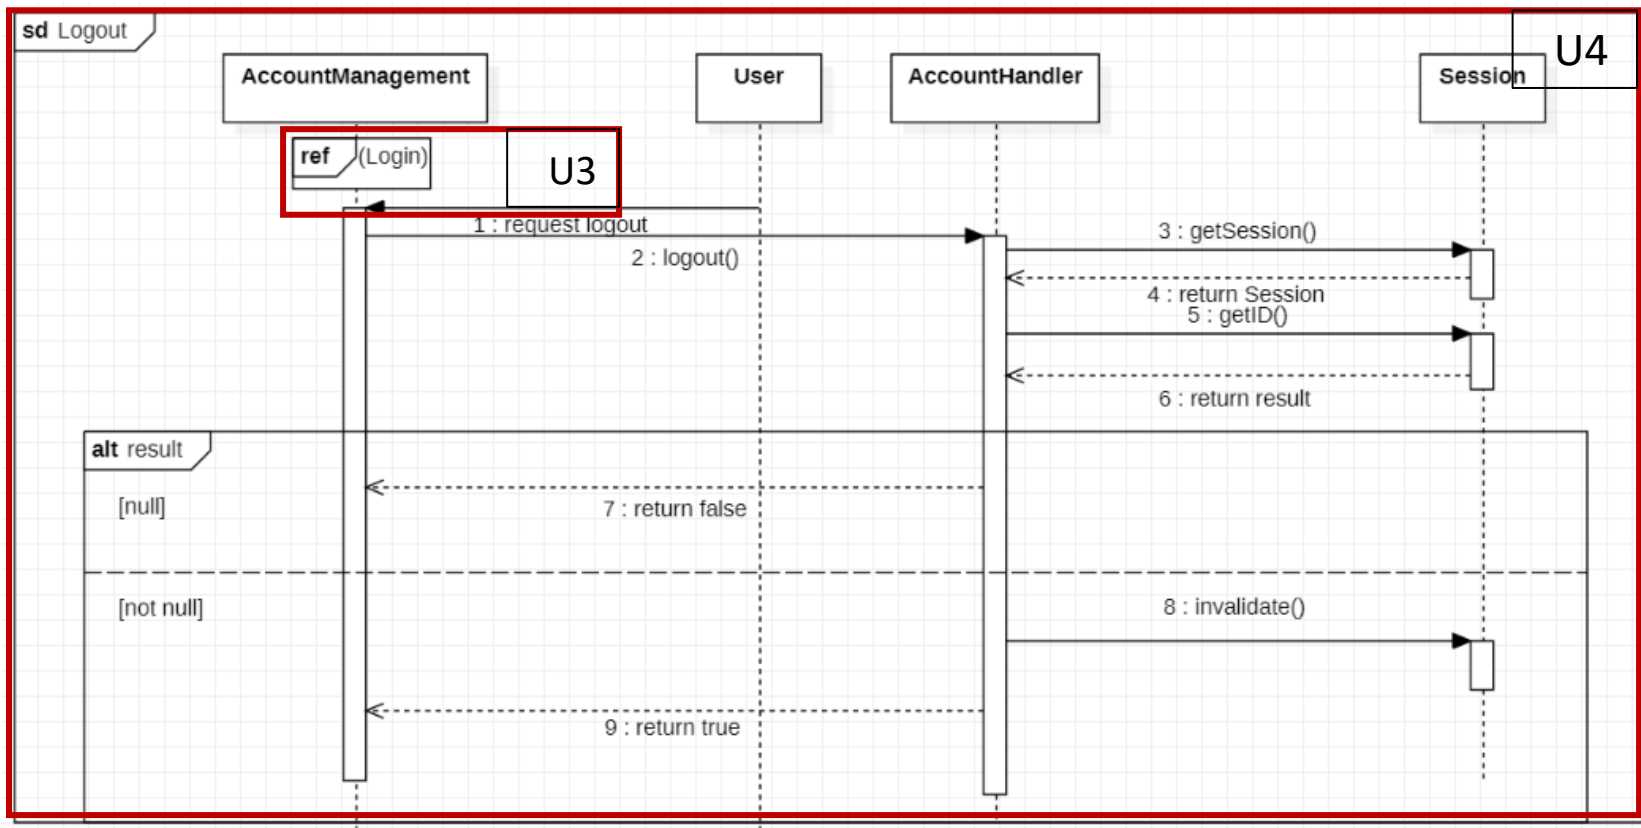 sd Logout
U4
AccountManagement
User
AccountHandler
Session
ref (Login)
U3
1 : request logout
2 : logout()
3 : getSession()
4 : return Session
5 : getID()
6 : return result
alt result
[null]
7 : return false
[not null]
8 : invalidate()
9 : return true